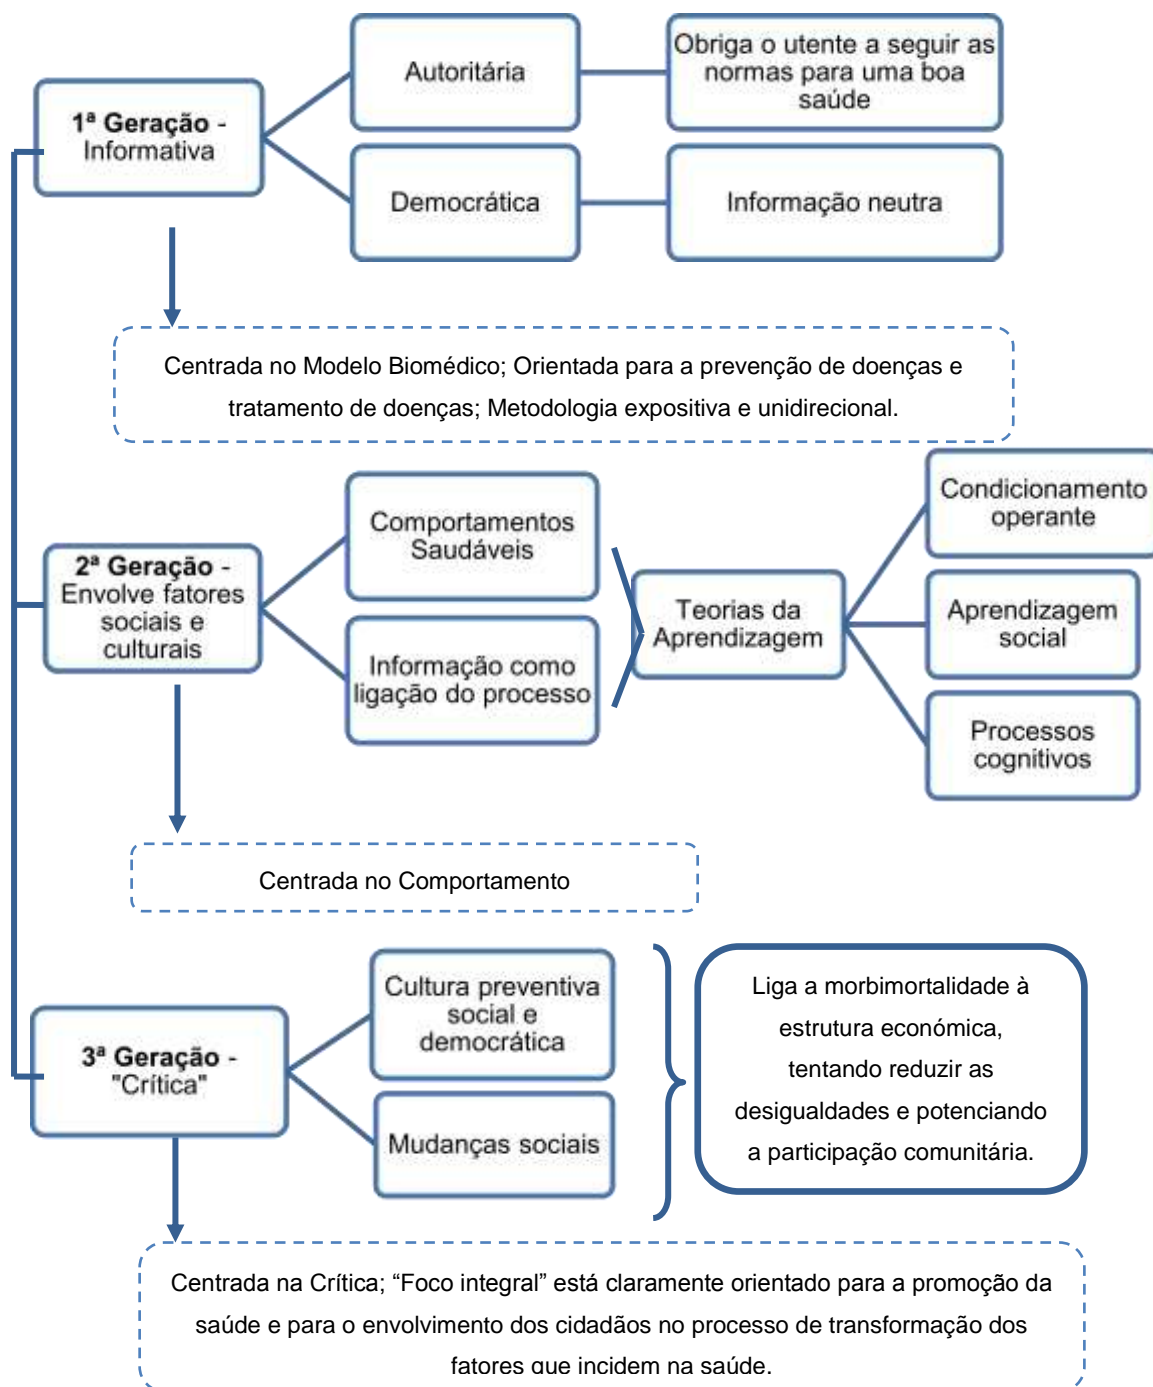 Autoritária
Obriga o utente a seguir as
normas para uma boa
saúde
1ª Geração -
Informativa
Democrática
Informação neutra
Centrada no Modelo Biomédico; Orientada para a prevenção de doenças e
tratamento de doenças; Metodologia expositiva e unidirecional.
2ª Geração -
Envolve fatores
sociais e
culturais
Comportamentos
Saudáveis
Informação como
ligação do processo
Teorias da
Aprendizagem
Condicionamento
operante
Aprendizagem
social
Processos
cognitivos
Centrada no Comportamento
3ª Geração -
"Crítica"
Cultura preventiva
social e
democrática
Mudanças sociais
Liga a morbimortalidade à
estrutura económica,
tentando reduzir as
desigualdades e potenciando
a participação comunitária.
Centrada na Crítica; “Foco integral” está claramente orientado para a promoção da
saúde e para o envolvimento dos cidadãos no processo de transformação dos
fatores que incidem na saúde.